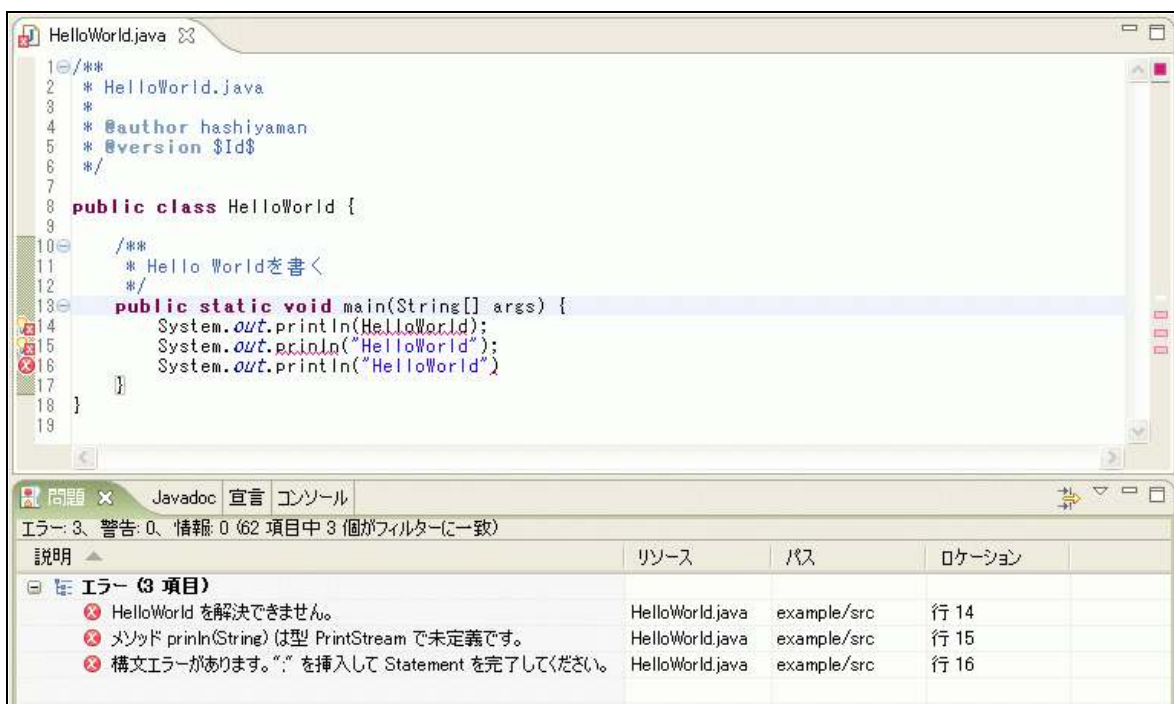 HelloWorld.java
1 /**
2  * HelloWorld.java
3  *
4  * @author hashiyaman
5  * @version $Id$
6  */
7
8 public class HelloWorld {
9
10     /**
11      * Hello Worldを書く
12      */
13     public static void main(String[] args) {
14         System.out.println(HelloWorld);
15         System.out.prinln("HelloWorld");
16         System.out.println("HelloWorld")
17     }
18 }
19
問題 Javadoc 宣言 コンソール
エラー: 3、警告: 0、情報: 0 (62 項目中 3 個がフィルターに一致)
説明 リソース パス ロケーション
エラー (3 項目)
HelloWorld を解決できません。 HelloWorld.java example/src 行 14
メソッド prinln(String) は型 PrintStream で未定義です。 HelloWorld.java example/src 行 15
構文エラーがあります。";" を挿入して Statement を完了してください。 HelloWorld.java example/src 行 16